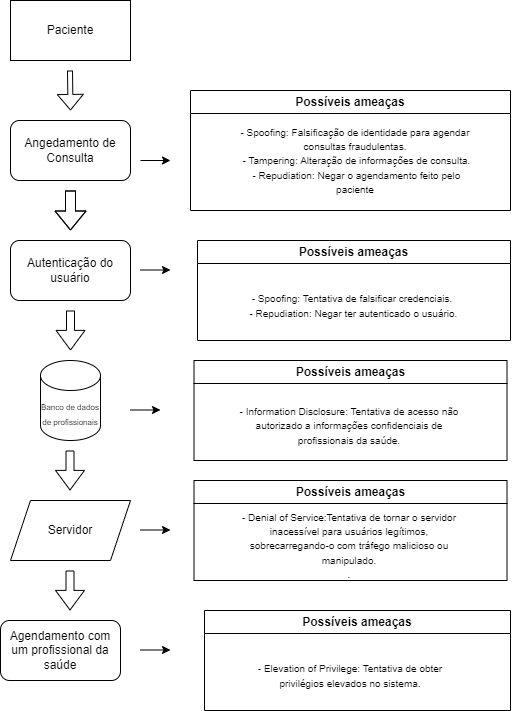 Paciente
Possíveis ameaças
Angedamento de
Consulta
- Spoofing: Falsificação de identidade para agendar
consultas fraudulentas.
- Tampering: Alteração de informações de consulta.
- Repudiation: Negar o agendamento feito pelo
paciente
Autenticação do
usuário
Possíveis ameaças
- Spoofing: Tentativa de falsificar credenciais.
- Repudiation: Negar ter autenticado o usuário.
Banco de dados
de profissionais
Possíveis ameaças
- Information Disclosure: Tentativa de acesso não
autorizado a informações confidenciais de
profissionais da saúde.
Servidor
Possíveis ameaças
- Denial of Service:Tentativa de tornar o servidor
inacessível para usuários legítimos,
sobrecarregando-o com tráfego malicioso ou
manipulado.
.
Agendamento com
um profissional da
saúde
Possíveis ameaças
- Elevation of Privilege: Tentativa de obter
privilégios elevados no sistema.